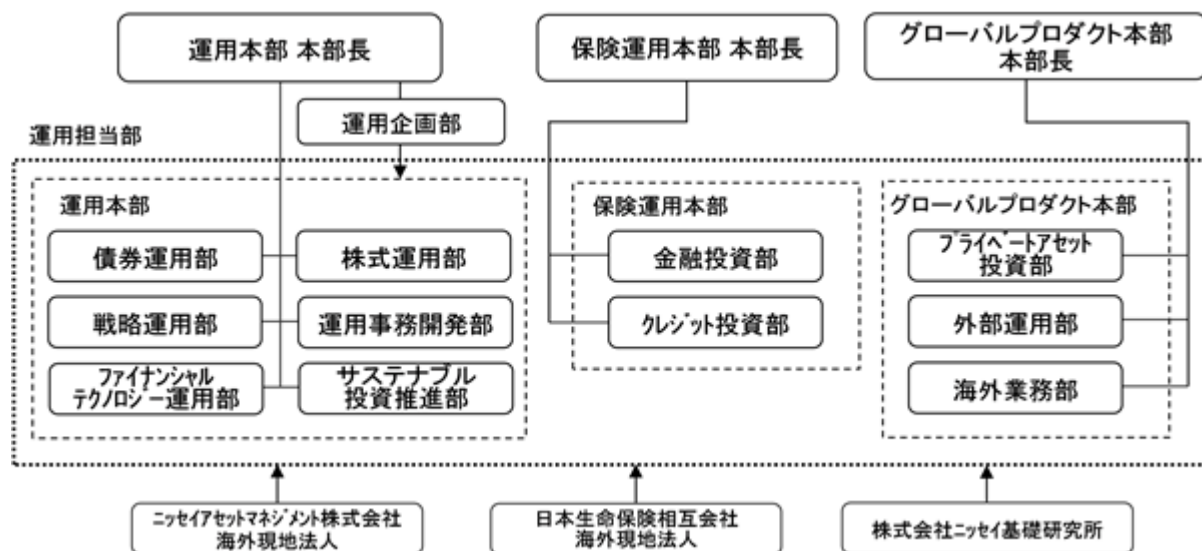 運用本部 本部長
保険運用本部 本部長
グローバルプロダクト本部
本部長
運用企画部
運用担当部
運用本部
債券運用部
株式運用部
戦略運用部
運用事務開発部
ファイナンシャル
テクノロジー運用部
サステナブル
投資推進部
保険運用本部
金融投資部
クレジット投資部
グローバルプロダクト本部
プライベートアセット
投資部
外部運用部
海外業務部
ニッセイアセットマネジメント株式会社
海外現地法人
日本生命保険相互会社
海外現地法人
株式会社ニッセイ基礎研究所